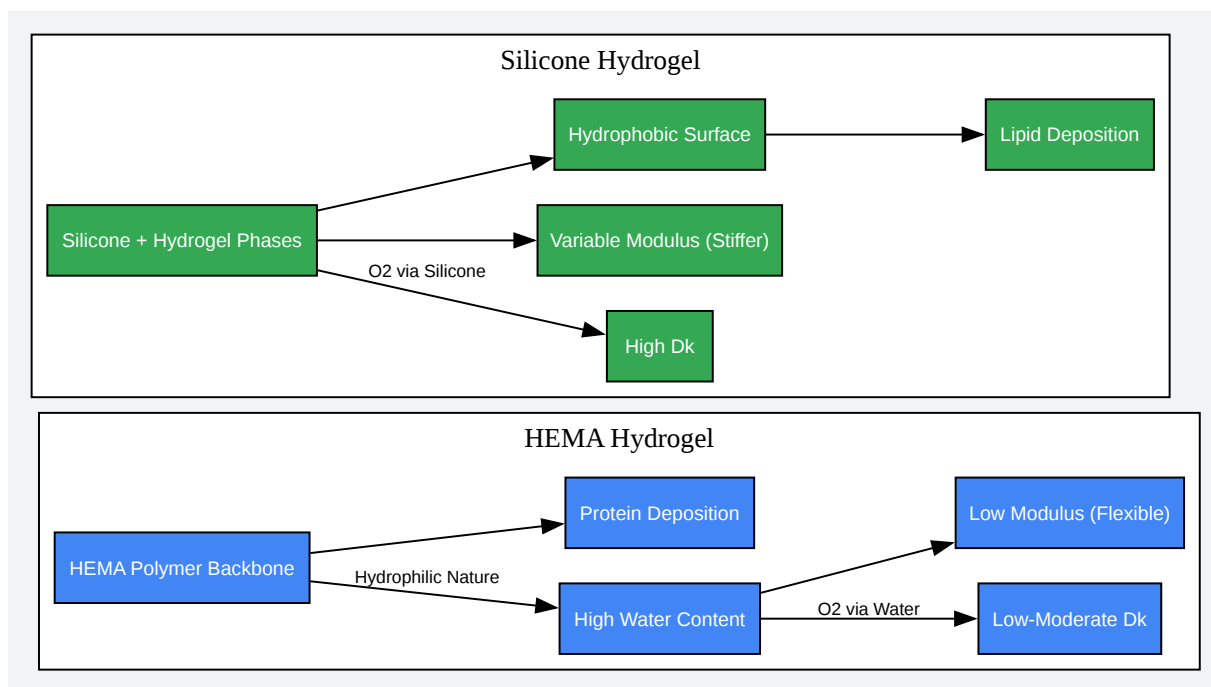 Silicone Hydrogel
Hydrophobic Surface
Lipid Deposition
Silicone + Hydrogel Phases
Variable Modulus (Stiffer)
O2 via Silicone
High Dk
HEMA Hydrogel
Protein Deposition
Low Modulus (Flexible)
HEMA Polymer Backbone
Hydrophilic Nature
High Water Content
O2 via Water
Low-Moderate Dk